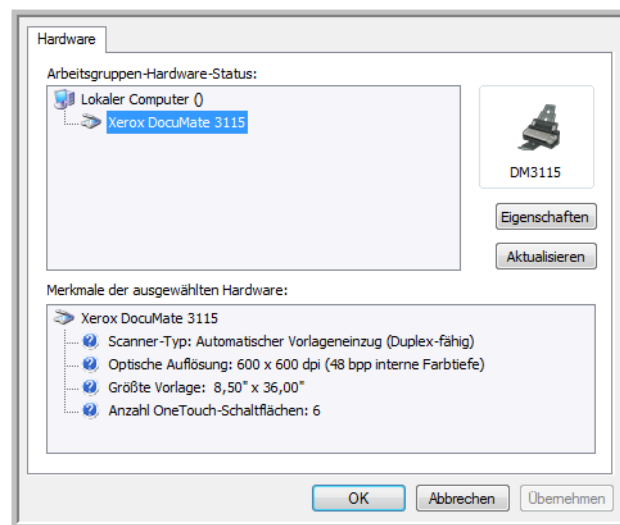 Hardware
Arbeitsgruppen-Hardware-Status:
Lokaler Computer ()
Xerox DocuMate 3115
DM3115
Eigenschaften
Aktualisieren
Merkmale der ausgewählten Hardware:
Xerox DocuMate 3115
Scanner-Typ: Automatischer Vorlageneinzug (Duplex-fähig)
Optische Auflösung: 600 x 600 dpi (48 bpp interne Farbtiefe)
Größte Vorlage: 8,50" x 36,00"
Anzahl OneTouch-Schaltflächen: 6
OK
Abbrechen
Übernehmen